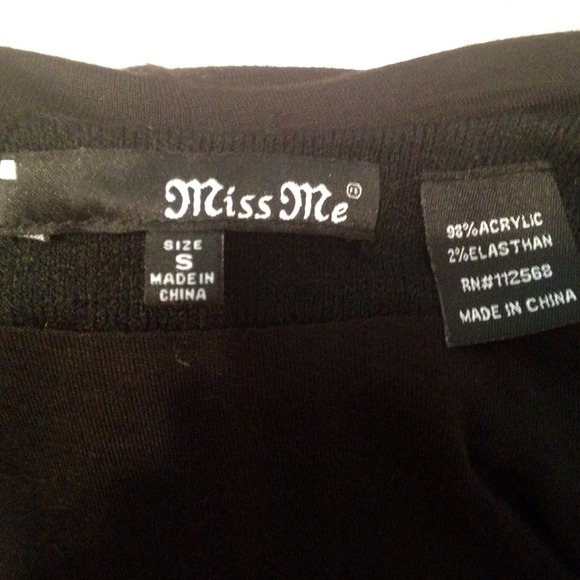 Miss Me®
SIZE
S
MADE IN
CHINA
98% ACRYLIC
2% ELASTHAN
RN#112568
MADE IN CHINA